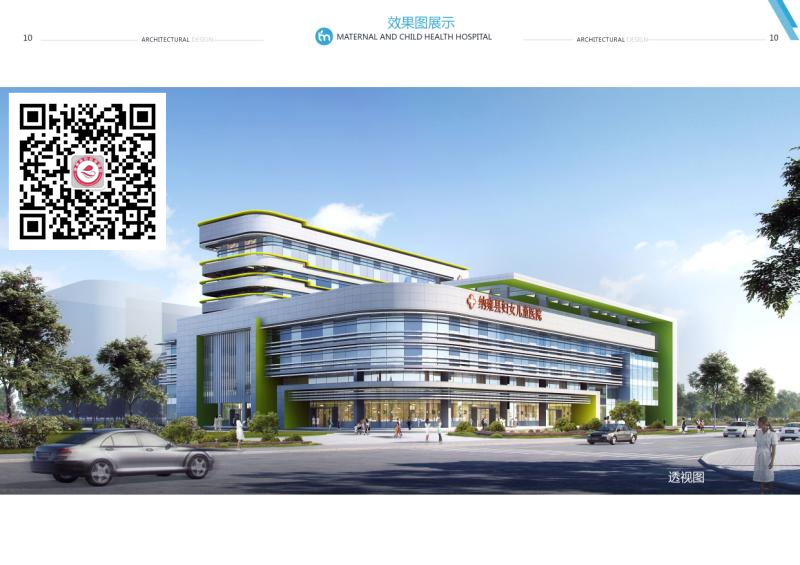 效果图展示
10
ARCHITECTURAL DESIGN
MATERNAL AND CHILD HEALTH HOSPITAL
ARCHITECTURAL DESIGN
10
纳雍县妇女儿童医院
透视图